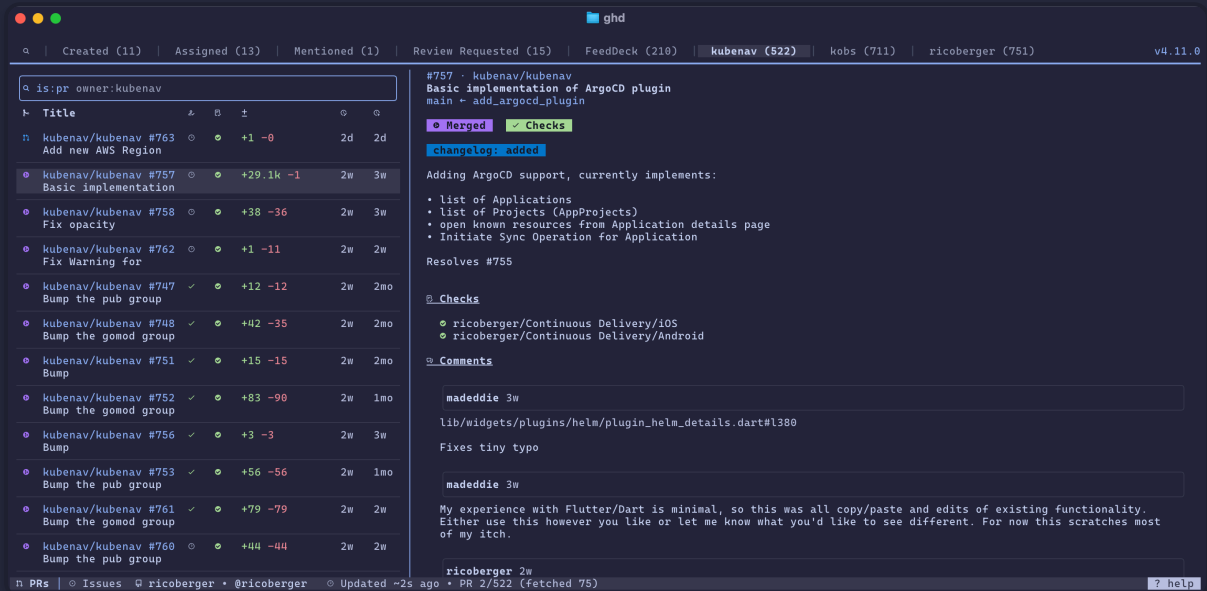 ghd
Created (11) | Assigned (13) | Mentioned (1) | Review Requested (15) | FeedDeck (210) | kubenav (522) | kobs (711) | ricoberger (751) v4.11.0
is:pr owner:kubenav
Title ±
kubenav/kubenav #763 +1 -0 2d 2d
Add new AWS Region
kubenav/kubenav #757 +29.1k -1 2w 3w
Basic implementation
kubenav/kubenav #758 +38 -36 2w 3w
Fix opacity
kubenav/kubenav #762 +1 -11 2w 2w
Fix Warning for
kubenav/kubenav #747 +12 -12 2w 2mo
Bump the pub group
kubenav/kubenav #748 +42 -35 2w 2mo
Bump the gomod group
kubenav/kubenav #751 +15 -15 2w 2mo
Bump
kubenav/kubenav #752 +83 -90 2w 1mo
Bump the gomod group
kubenav/kubenav #756 +3 -3 2w 3w
Bump
kubenav/kubenav #753 +56 -56 2w 1mo
Bump the pub group
kubenav/kubenav #761 +79 -79 2w 2w
Bump the gomod group
kubenav/kubenav #760 +44 -44 2w 2w
Bump the pub group
#757 · kubenav/kubenav
Basic implementation of ArgoCD plugin
main ← add_argocd_plugin
Merged ✓ Checks
changelog: added
Adding ArgoCD support, currently implements:
• list of Applications
• list of Projects (AppProjects)
• open known resources from Application details page
• Initiate Sync Operation for Application
Resolves #755
Checks
ricoberger/Continuous Delivery/iOS
ricoberger/Continuous Delivery/Android
Comments
madeddie 3w
lib/widgets/plugins/helm/plugin_helm_details.dart#l380
Fixes tiny typo
madeddie 3w
My experience with Flutter/Dart is minimal, so this was all copy/paste and edits of existing functionality.
Either use this however you like or let me know what you'd like to see different. For now this scratches most
of my itch.
ricoberger 2w
PRs | Issues ricoberger • @ricoberger Updated ~2s ago • PR 2/522 (fetched 75) ? help